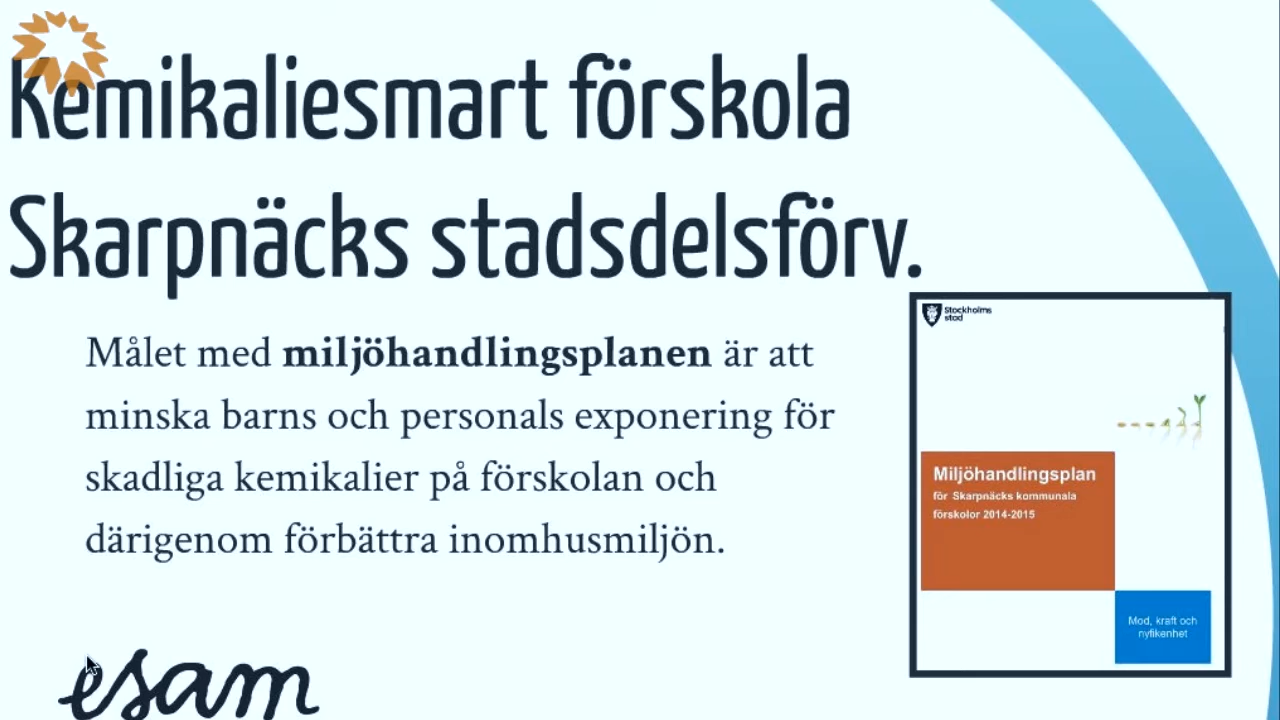 Kemikaliesmart förskola
Skarpnäcks stadsdelsförv.
Målet med miljöhandlingsplanen är att
minska barns och personals exponering för
skadliga kemikalier på förskolan och
därigenom förbättra inomhusmiljön.
Stockholms
stad
Miljöhandlingsplan
för Skarpnäcks kommunala
förskolor 2014-2015
Mod, kraft och
nyfikenhet
esam